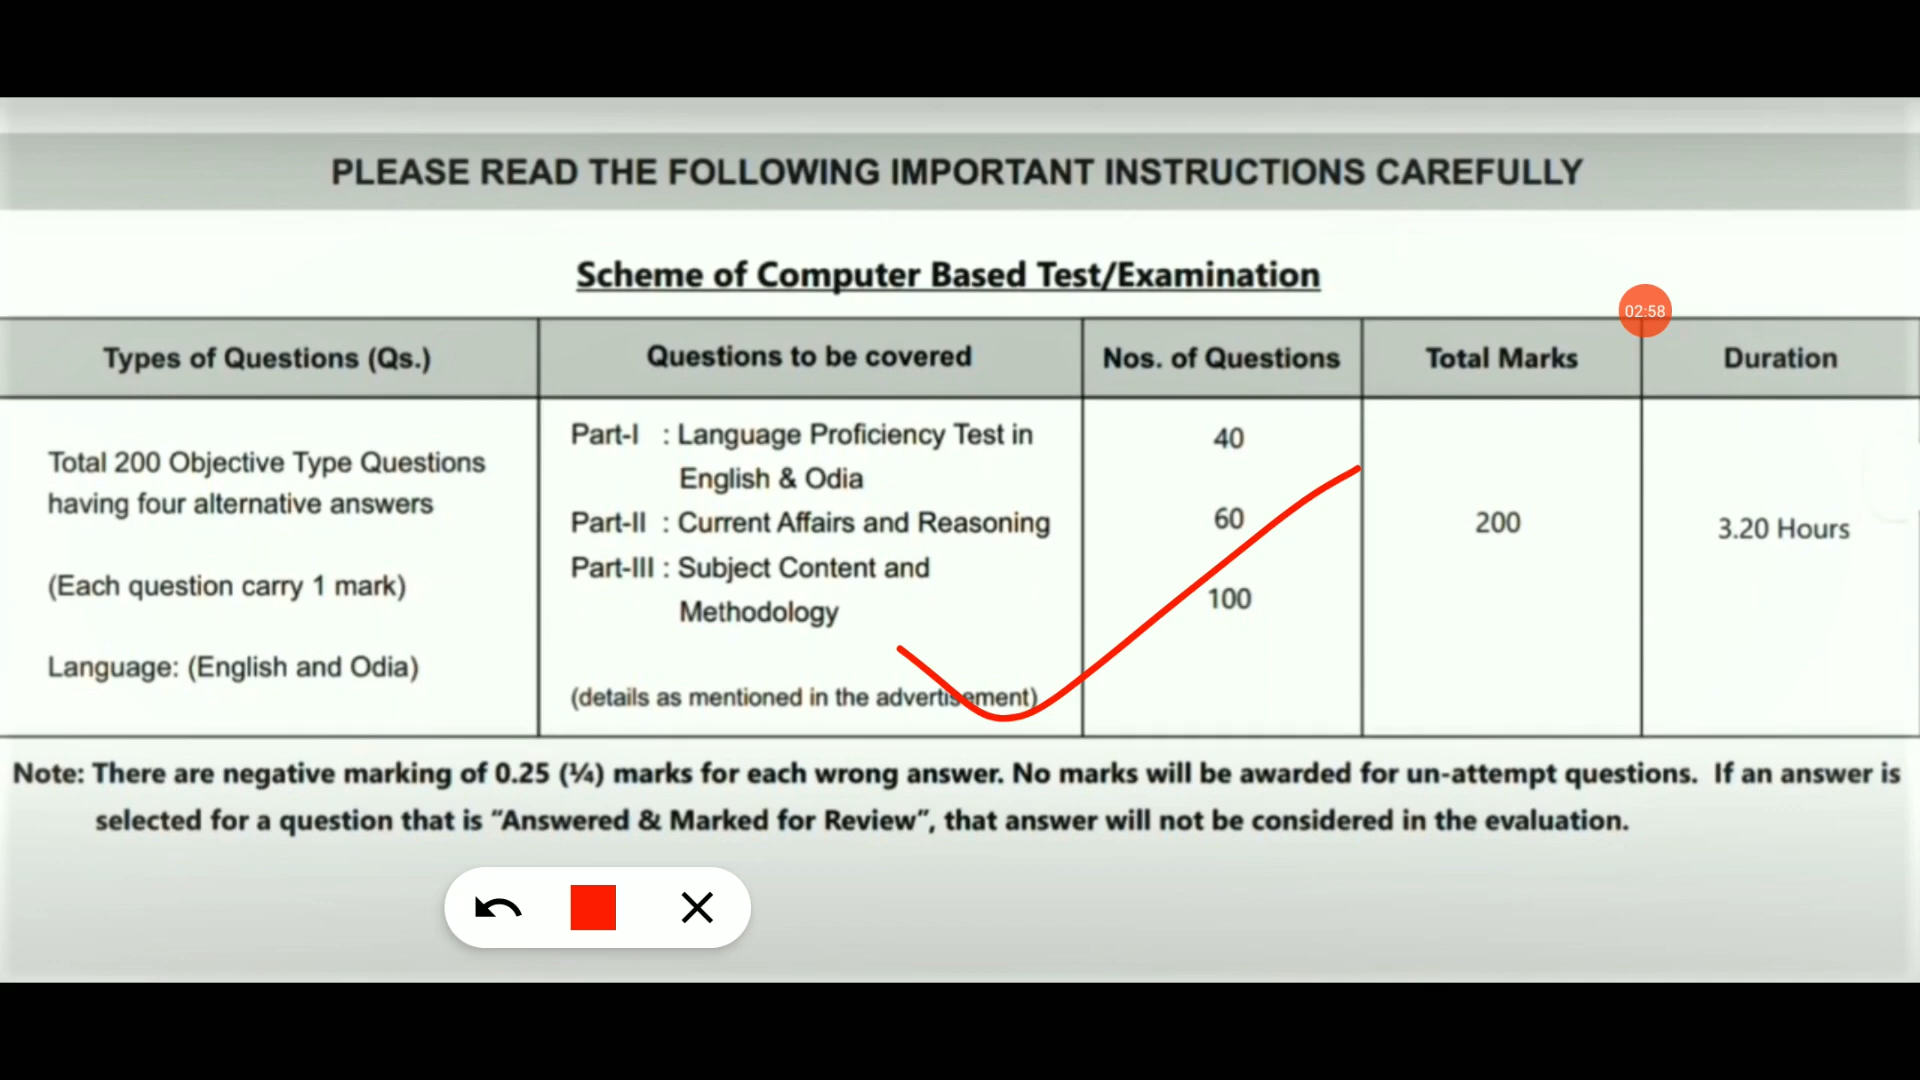 PLEASE READ THE FOLLOWING IMPORTANT INSTRUCTIONS CAREFULLY
Scheme of Computer Based Test/Examination
02:58
Types of Questions (Qs.)
Questions to be covered
Nos. of Questions
Total Marks
Duration
Total 200 Objective Type Questions
having four alternative answers
(Each question carry 1 mark)
Language: (English and Odia)
Part-I : Language Proficiency Test in
English & Odia
Part-II : Current Affairs and Reasoning
Part-III : Subject Content and
Methodology
(details as mentioned in the advertisement)
40
60
100
200
3.20 Hours
Note: There are negative marking of 0.25 (¼) marks for each wrong answer. No marks will be awarded for un-attempt questions. If an answer is
selected for a question that is “Answered & Marked for Review”, that answer will not be considered in the evaluation.